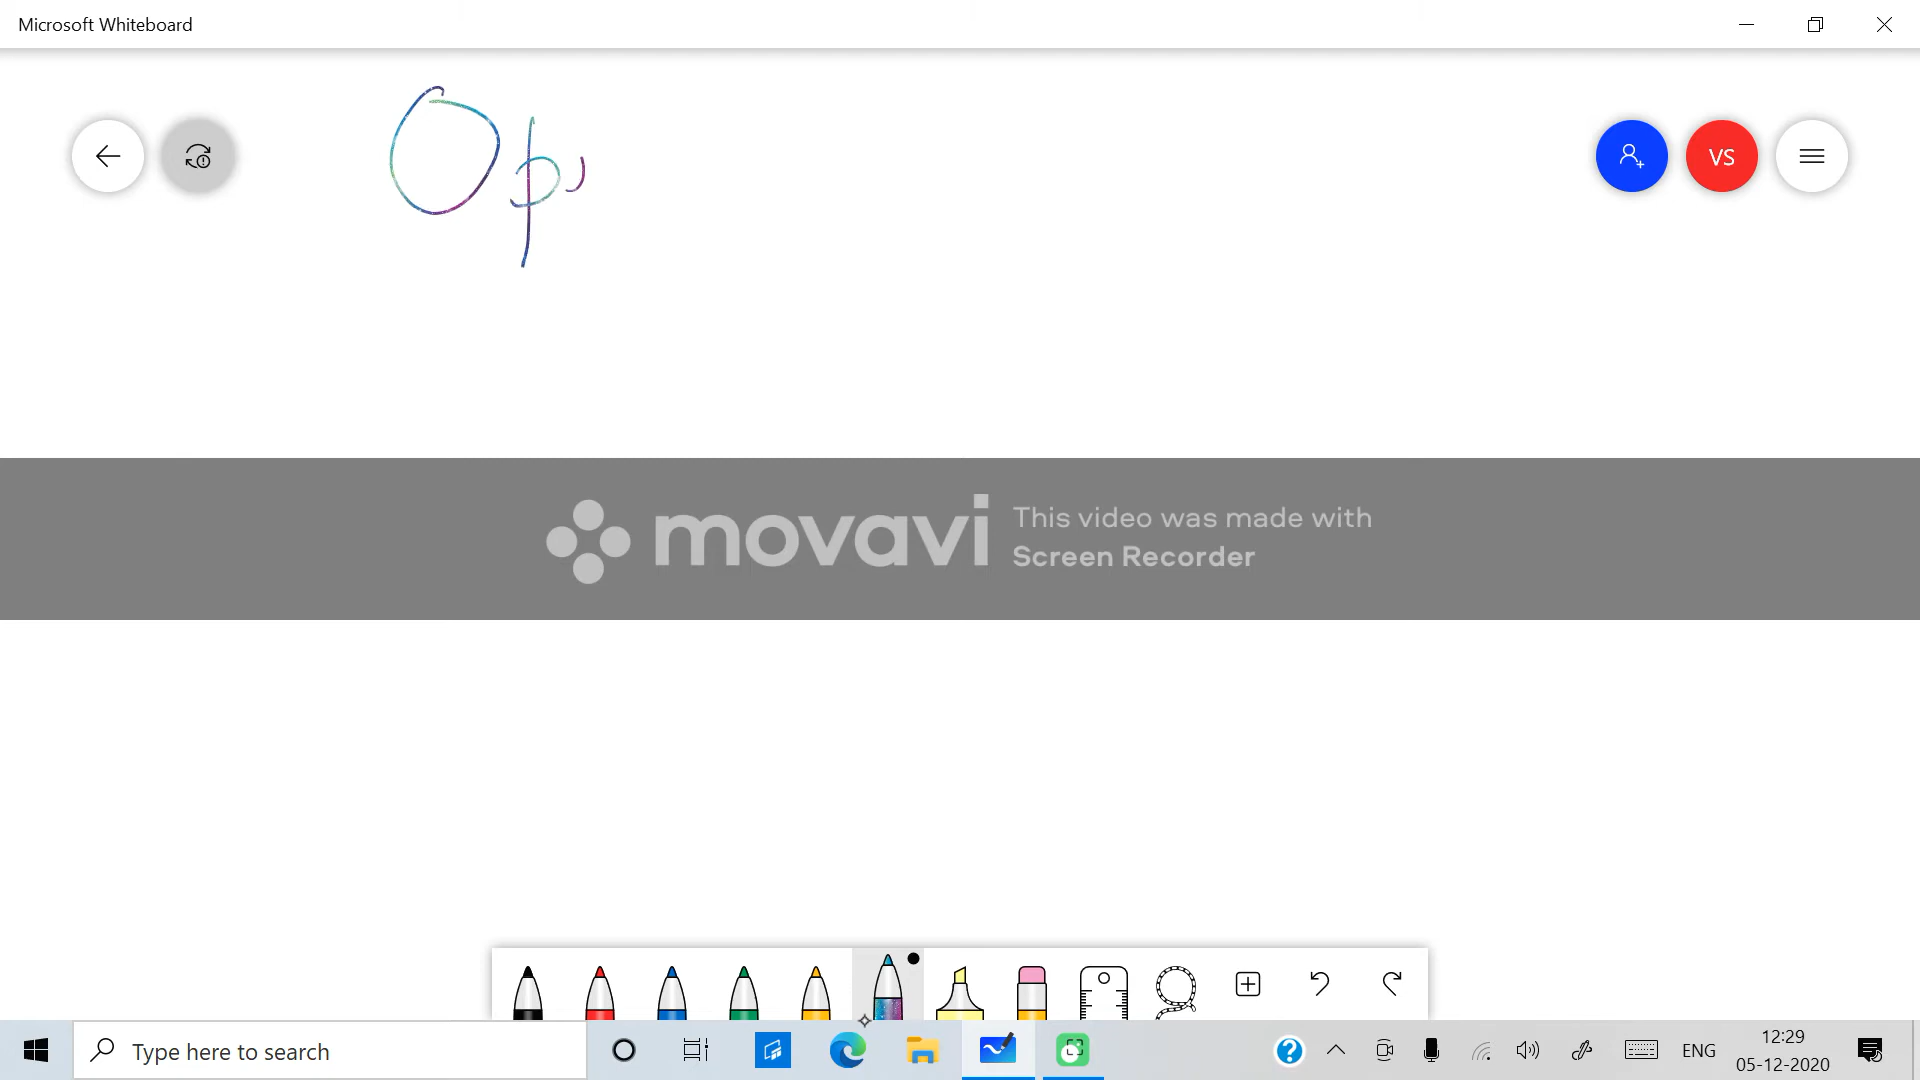 Microsoft Whiteboard
Op
VS
movavi
This video was made with
Screen Recorder
Type here to search
ENG
12:29
05-12-2020